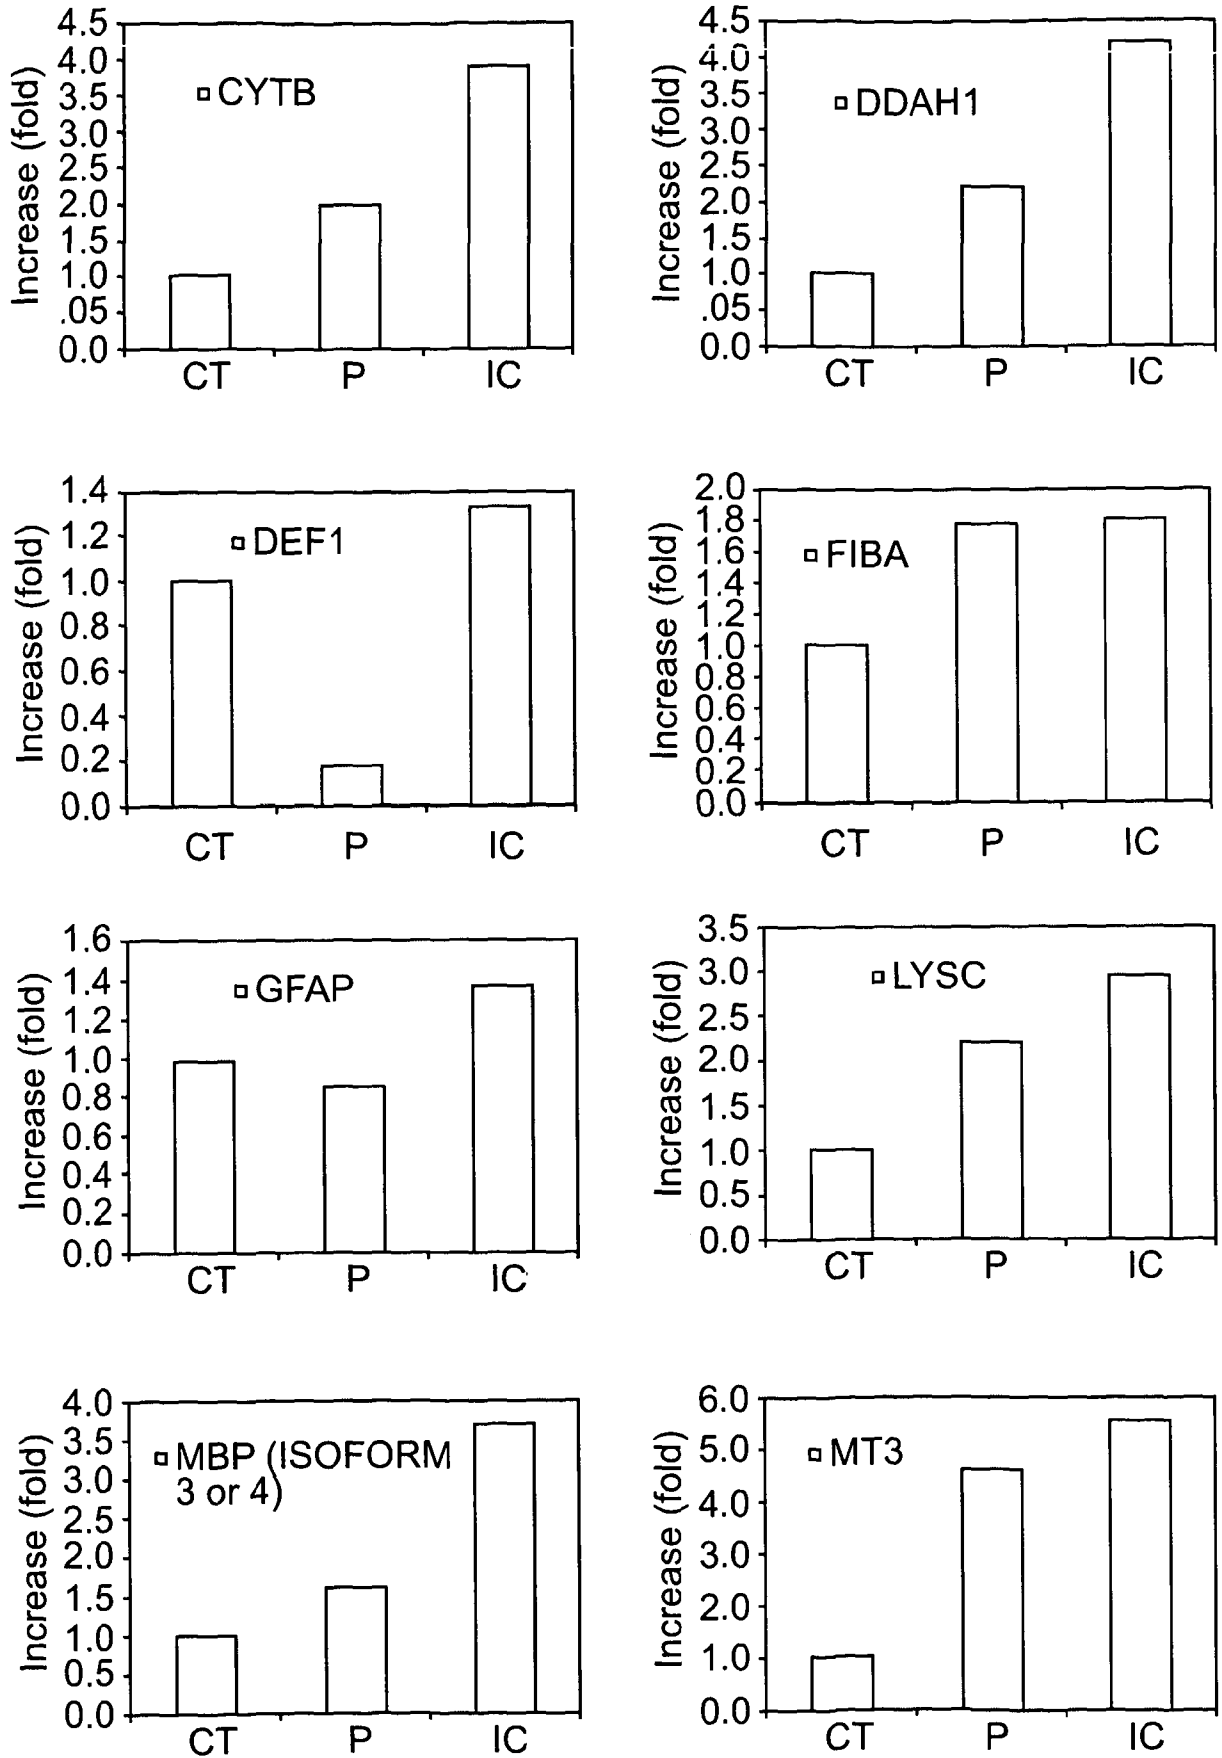 4.5
4.0
3.5
3.0
2.5
2.0
1.5
1.0
.05
0.0
Increase (fold)
CYTB
CT P IC
4.5
4.0
3.5
3.0
2.5
2.0
1.5
1.0
.05
0.0
Increase (fold)
DDAH1
CT P IC
1.4
1.2
1.0
0.8
0.6
0.4
0.2
0.0
Increase (fold)
DEF1
CT P IC
2.0
1.8
1.6
1.4
1.2
1.0
0.8
0.6
0.4
0.2
0.0
Increase (fold)
FIBA
CT P IC
1.6
1.4
1.2
1.0
0.8
0.6
0.4
0.2
0.0
Increase (fold)
GFAP
CT P IC
3.5
3.0
2.5
2.0
1.5
1.0
0.5
0.0
Increase (fold)
LYSC
CT P IC
4.0
3.5
3.0
2.5
2.0
1.5
1.0
0.5
0.0
Increase (fold)
MBP (ISOFORM
3 or 4)
CT P IC
6.0
5.0
4.0
3.0
2.0
1.0
0.0
Increase (fold)
MT3
CT P IC